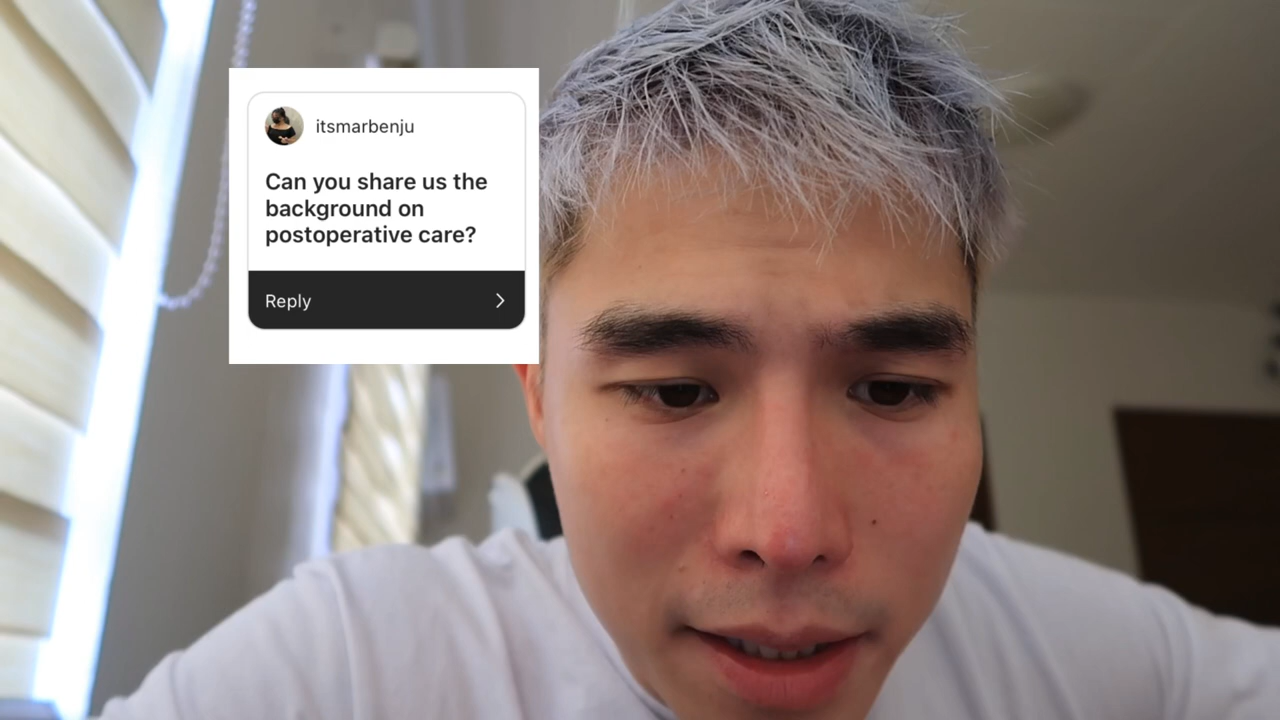 itsmarbenju
Can you share us the
background on
postoperative care?
Reply